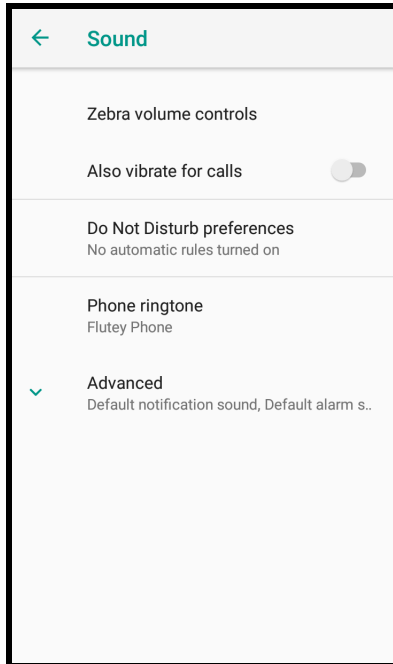 Sound
Zebra volume controls
Also vibrate for calls
Do Not Disturb preferences
No automatic rules turned on
Phone ringtone
Flutey Phone
Advanced
Default notification sound, Default alarm s..